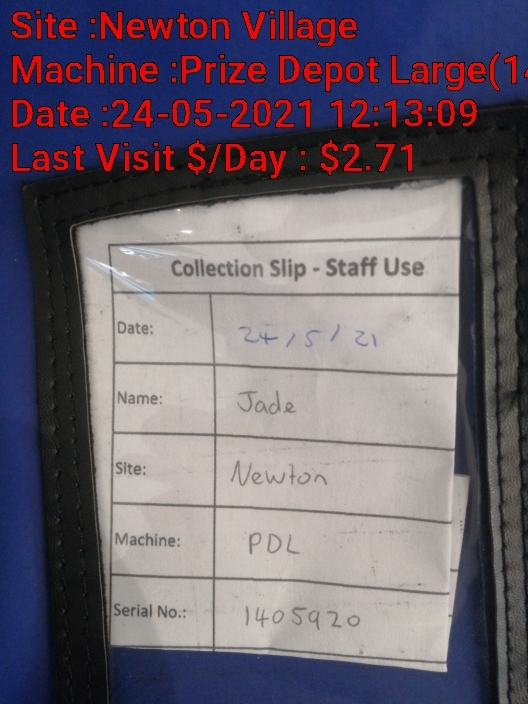 Site :Newton Village
Machine :Prize Depot Large(14
Date :24-05-2021 12:13:09
Last Visit $/Day : $2.71
Collection Slip - Staff Use
Date: 24/5/21
Name: Jade
Site: Newton
Machine: PDL
Serial No.: 1405920